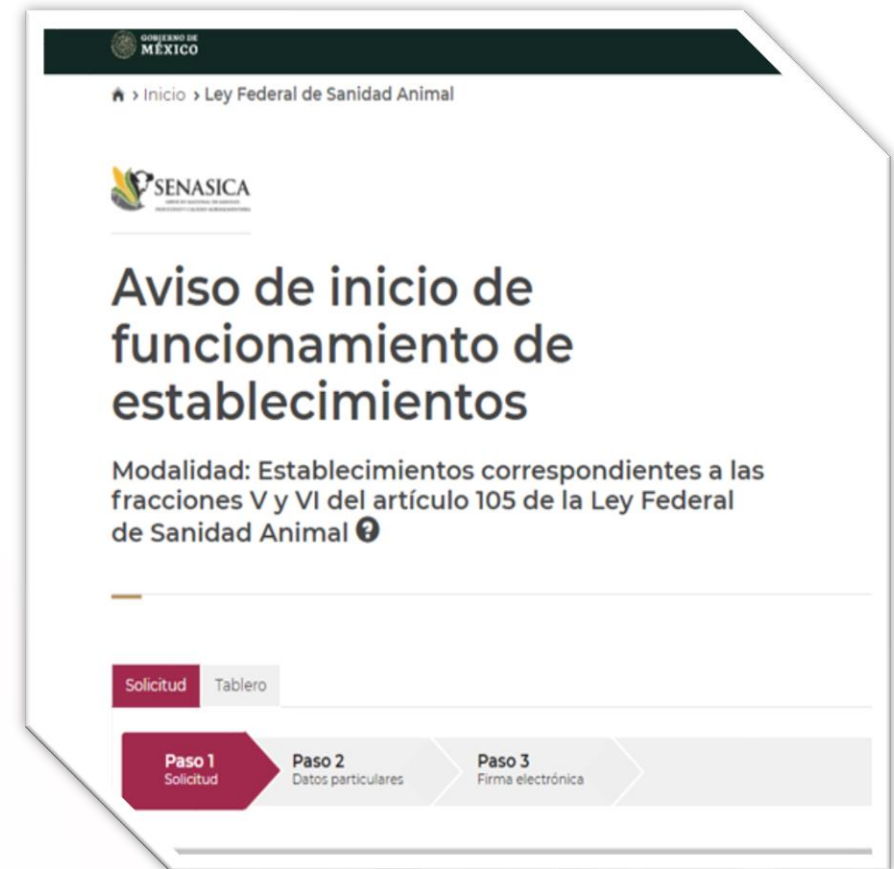 GOBIERNO DE
MÉXICO
> Inicio > Ley Federal de Sanidad Animal
SENASICA
Aviso de inicio de
funcionamiento de
establecimientos
Modalidad: Establecimientos correspondientes a las
fracciones V y VI del artículo 105 de la Ley Federal
de Sanidad Animal ?
Solicitud Tablero
Paso 1 Paso 2 Paso 3
Solicitud Datos particulares Firma electrónica